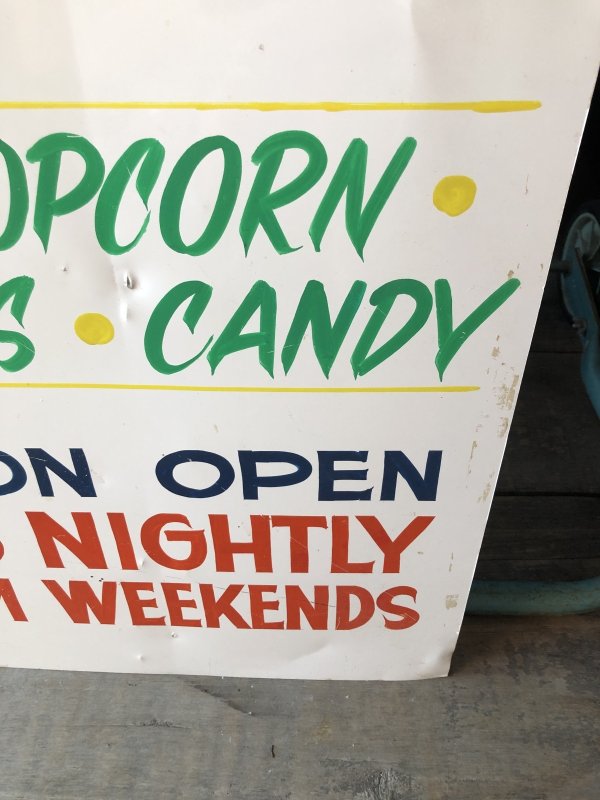 OPCORN •
S • CANDY
ON OPEN
NIGHTLY
WEEKENDS